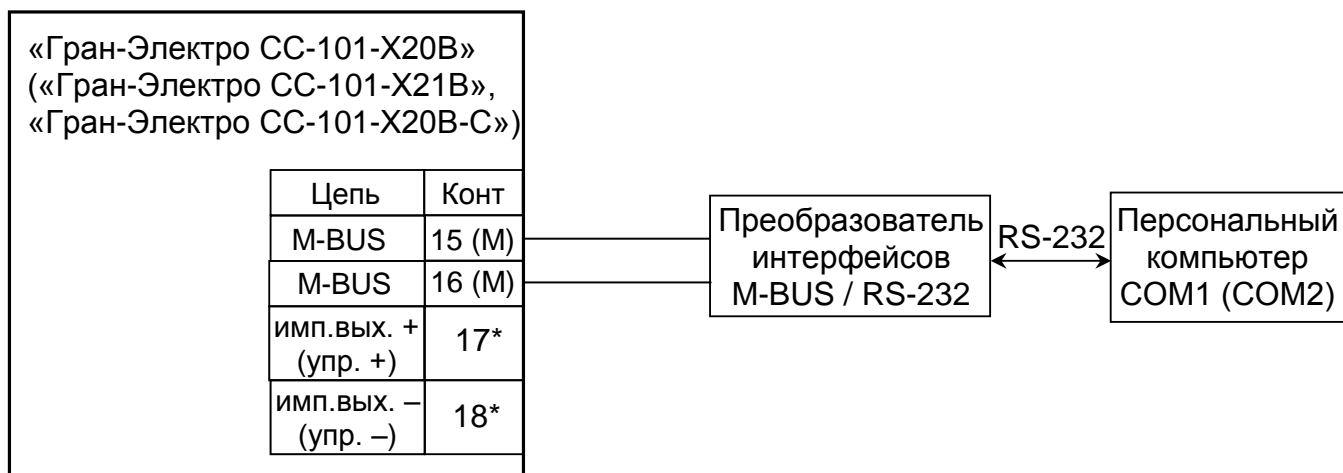 «Гран-Электро СС-101-Х20В»
(«Гран-Электро СС-101-Х21В»,
«Гран-Электро СС-101-Х20В-С»)
Цепь Конт
M-BUS 15 (M)
M-BUS 16 (M)
имп.вых. +
(упр. +)
17*
имп.вых. –
(упр. –)
18*
Преобразователь
интерфейсов
M-BUS / RS-232
RS-232
Персональный
компьютер
COM1 (COM2)